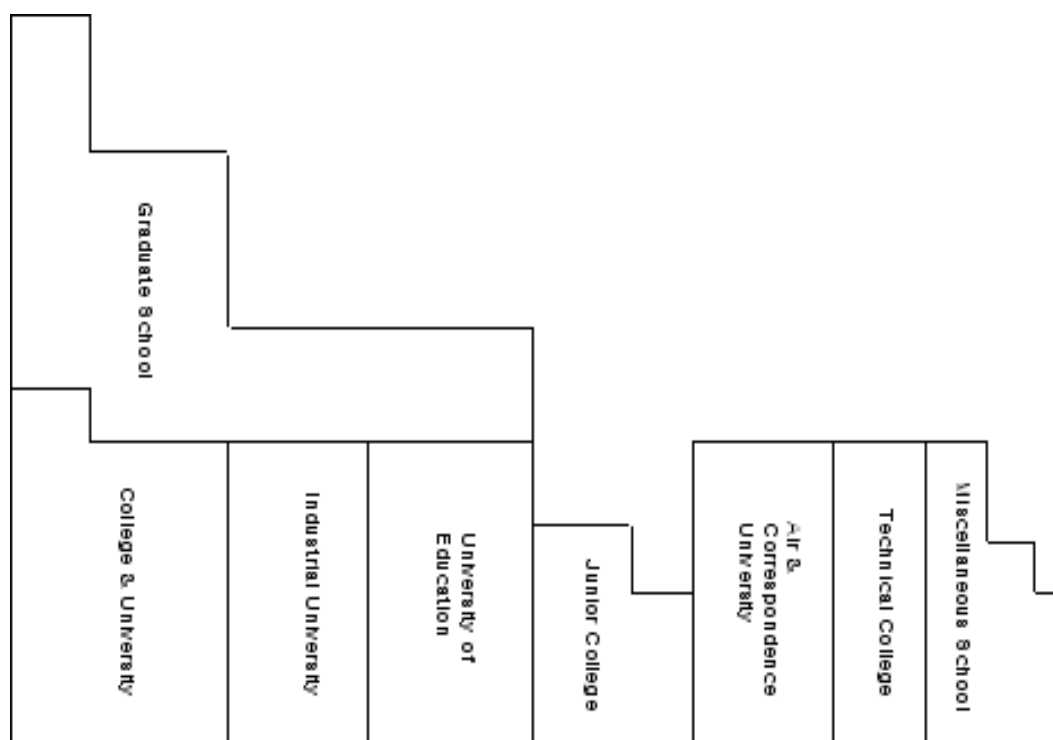 Graduate School
College & University
Industrial University
University of
Education
Junior College
Air &
Correspondence
University
Technical College
Miscellaneous School